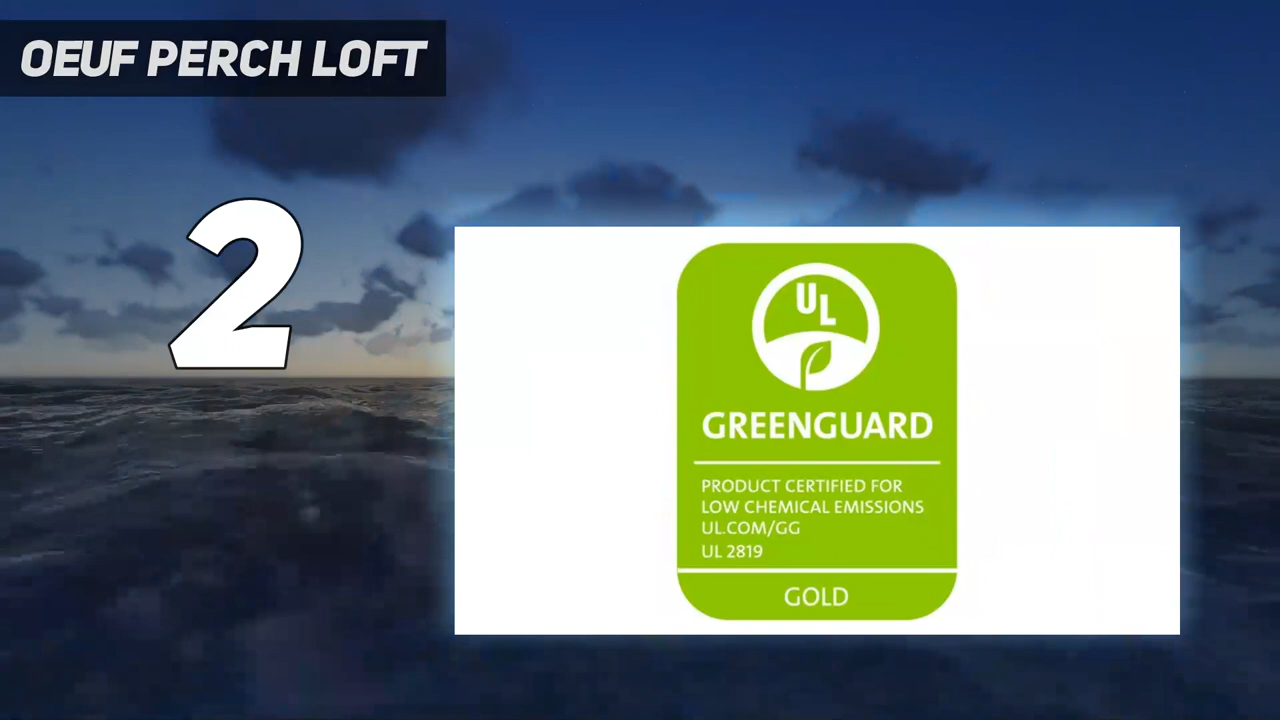 OEUF PERCH LOFT
2
UL
GREENGUARD
PRODUCT CERTIFIED FOR
LOW CHEMICAL EMISSIONS
UL.COM/GG
UL 2819
GOLD